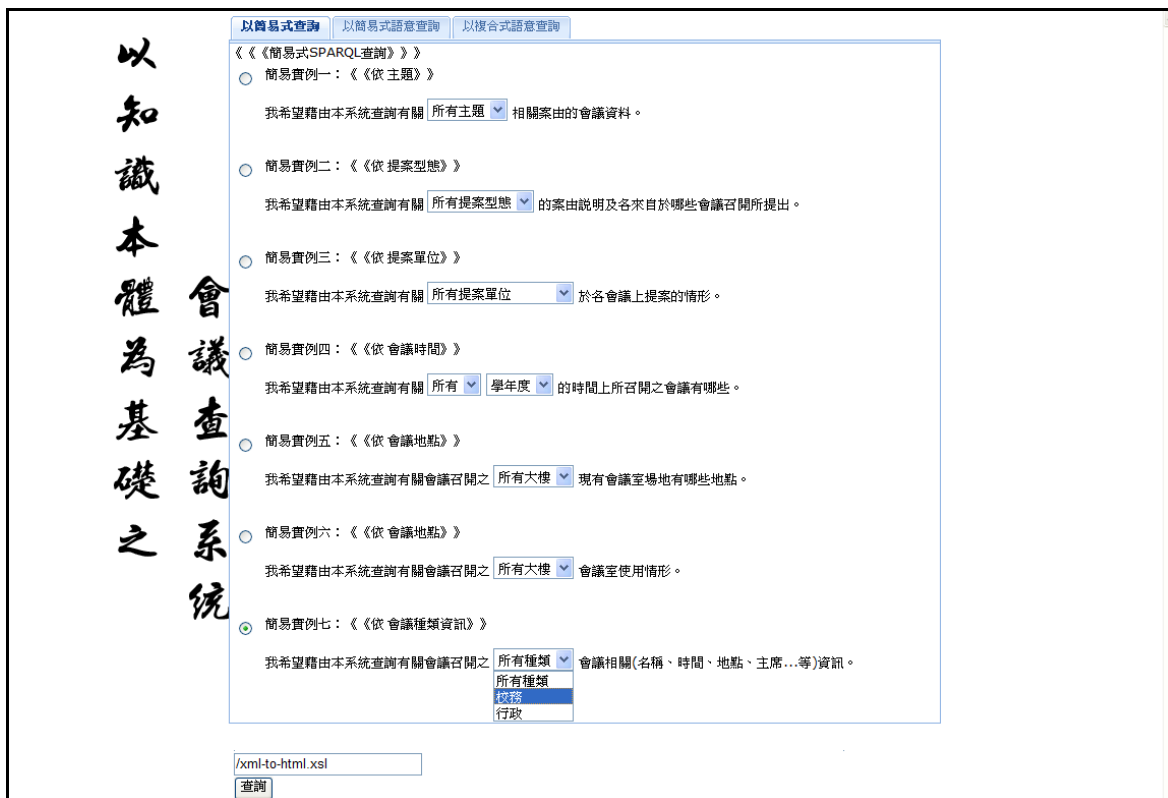 以知識本體為基礎之
會議查詢系統
以簡易式查詢 以簡易式語意查詢 以複合式語意查詢
《《《簡易式SPARQL查詢》》》
簡易實例一：《《依 主題》》
我希望藉由本系統查詢有關 所有主題 相關案由的會議資料。
簡易實例二：《《依 提案型態》》
我希望藉由本系統查詢有關 所有提案型態 的案由說明及各來自於哪些會議召開所提出。
簡易實例三：《《依 提案單位》》
我希望藉由本系統查詢有關 所有提案單位 於各會議上提案的情形。
簡易實例四：《《依 會議時間》》
我希望藉由本系統查詢有關 所有 學年度 的時間上所召開之會議有哪些。
簡易實例五：《《依 會議地點》》
我希望藉由本系統查詢有關會議召開之 所有大樓 現有會議室場地有哪些地點。
簡易實例六：《《依 會議地點》》
我希望藉由本系統查詢有關會議召開之 所有大樓 會議室使用情形。
簡易實例七：《《依 會議種類資訊》》
我希望藉由本系統查詢有關會議召開之 所有種類 會議相關(名稱、時間、地點、主席...等)資訊。
所有種類
校務
行政
/xml-to-html.xsl
查詢